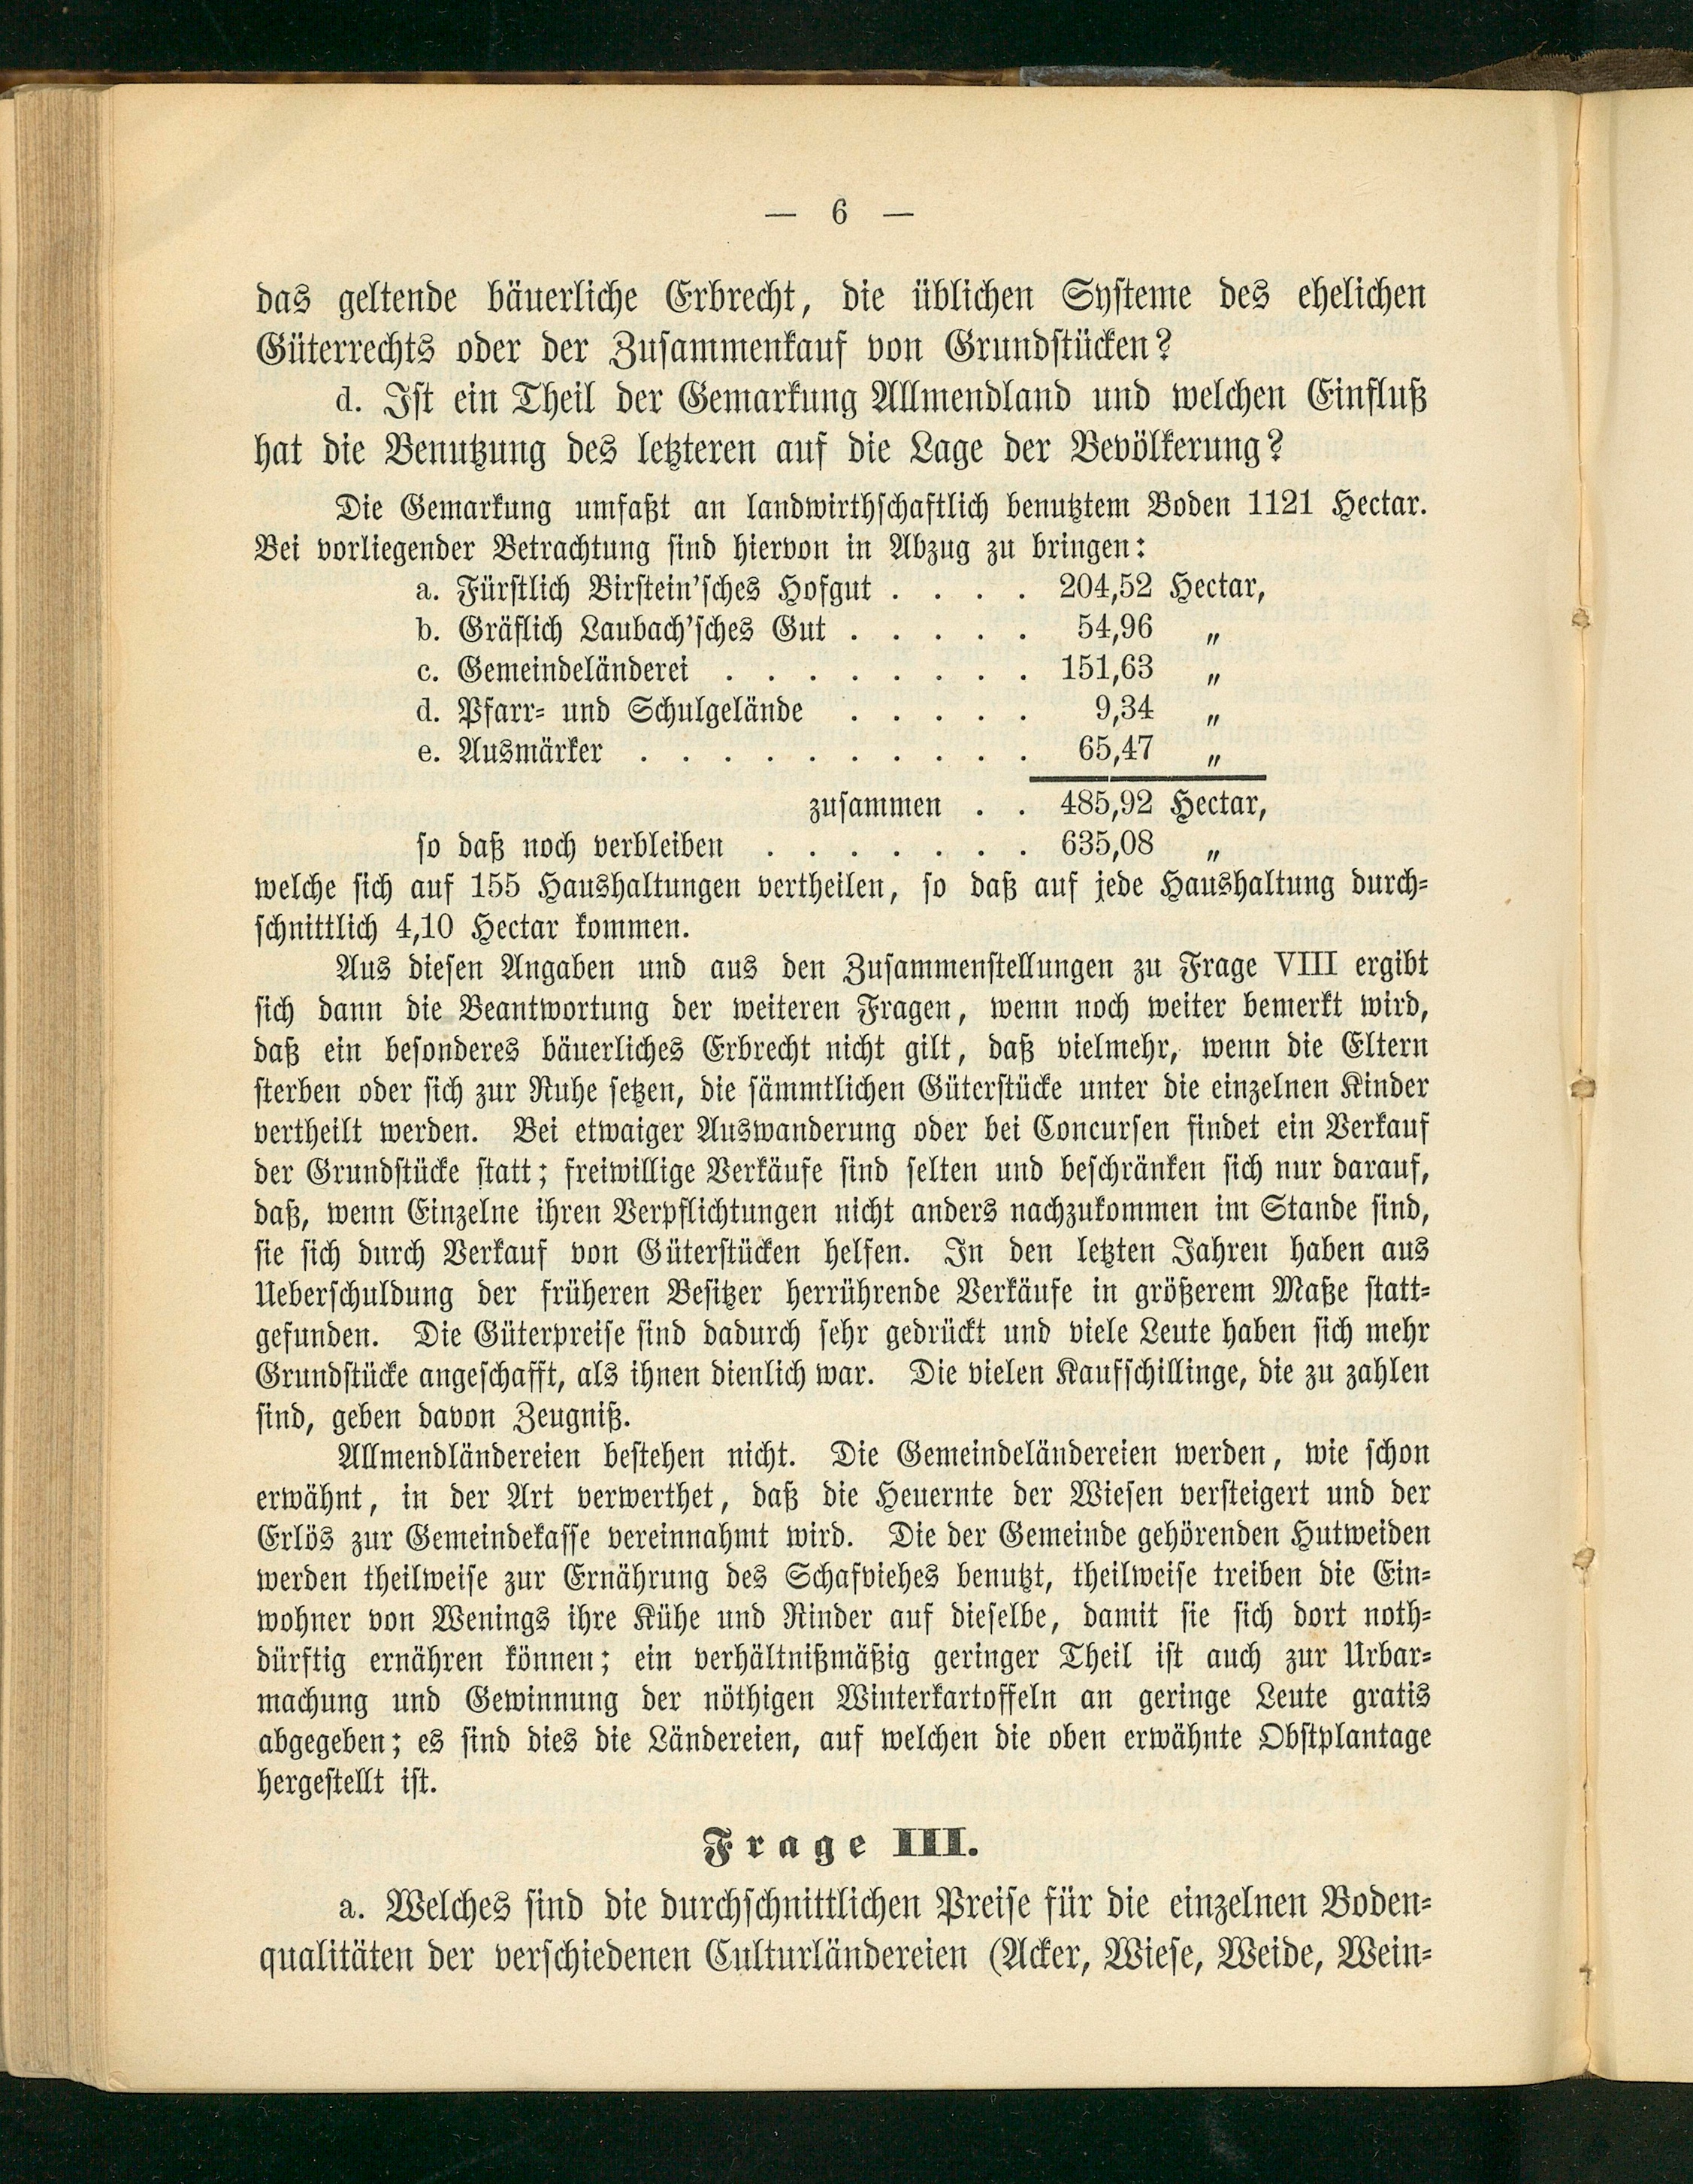 — 6 —
das geltende bäuerliche Erbrecht, die üblichen Systeme des ehelichen
Güterrechts oder der Zusammenkauf von Grundstücken?
d. Ist ein Theil der Gemarkung Allmendland und welchen Einfluß
hat die Benutzung des letzteren auf die Lage der Bevölkerung?
Die Gemarkung umfaßt an landwirthschaftlich benutztem Boden 1121 Hectar.
Bei vorliegender Betrachtung sind hiervon in Abzug zu bringen:
a. Fürstlich Birstein'sches Hofgut . . . . 204,52 Hectar,
b. Gräflich Laubach'sches Gut . . . . . 54,96 „
c. Gemeindeländerei . . . . . . . . 151,63 „
d. Pfarr- und Schulgelände . . . . . 9,34 „
e. Ausmärker . . . . . . . . . . 65,47 „
zusammen . . 485,92 Hectar,
so daß noch verbleiben . . . . . . . 635,08 „
welche sich auf 155 Haushaltungen vertheilen, so daß auf jede Haushaltung durch-
schnittlich 4,10 Hectar kommen.
Aus diesen Angaben und aus den Zusammenstellungen zu Frage VIII ergibt
sich dann die Beantwortung der weiteren Fragen, wenn noch weiter bemerkt wird,
daß ein besonderes bäuerliches Erbrecht nicht gilt, daß vielmehr, wenn die Eltern
sterben oder sich zur Ruhe setzen, die sämmtlichen Güterstücke unter die einzelnen Kinder
vertheilt werden. Bei etwaiger Auswanderung oder bei Concursen findet ein Verkauf
der Grundstücke statt; freiwillige Verkäufe sind selten und beschränken sich nur darauf,
daß, wenn Einzelne ihren Verpflichtungen nicht anders nachzukommen im Stande sind,
sie sich durch Verkauf von Güterstücken helfen. In den letzten Jahren haben aus
Ueberschuldung der früheren Besitzer herrührende Verkäufe in größerem Maße statt-
gefunden. Die Güterpreise sind dadurch sehr gedrückt und viele Leute haben sich mehr
Grundstücke angeschafft, als ihnen dienlich war. Die vielen Kaufschillinge, die zu zahlen
sind, geben davon Zeugniß.
Allmendländereien bestehen nicht. Die Gemeindeländereien werden, wie schon
erwähnt, in der Art verwerthet, daß die Heuernte der Wiesen versteigert und der
Erlös zur Gemeindekasse vereinnahmt wird. Die der Gemeinde gehörenden Hutweiden
werden theilweise zur Ernährung des Schafviehes benutzt, theilweise treiben die Ein-
wohner von Wenings ihre Kühe und Rinder auf dieselbe, damit sie sich dort noth-
dürftig ernähren können; ein verhältnißmäßig geringer Theil ist auch zur Urbar-
machung und Gewinnung der nöthigen Winterkartoffeln an geringe Leute gratis
abgegeben; es sind dies die Ländereien, auf welchen die oben erwähnte Obstplantage
hergestellt ist.
Frage III.
a. Welches sind die durchschnittlichen Preise für die einzelnen Boden-
qualitäten der verschiedenen Culturländereien (Acker, Wiese, Weide, Wein-